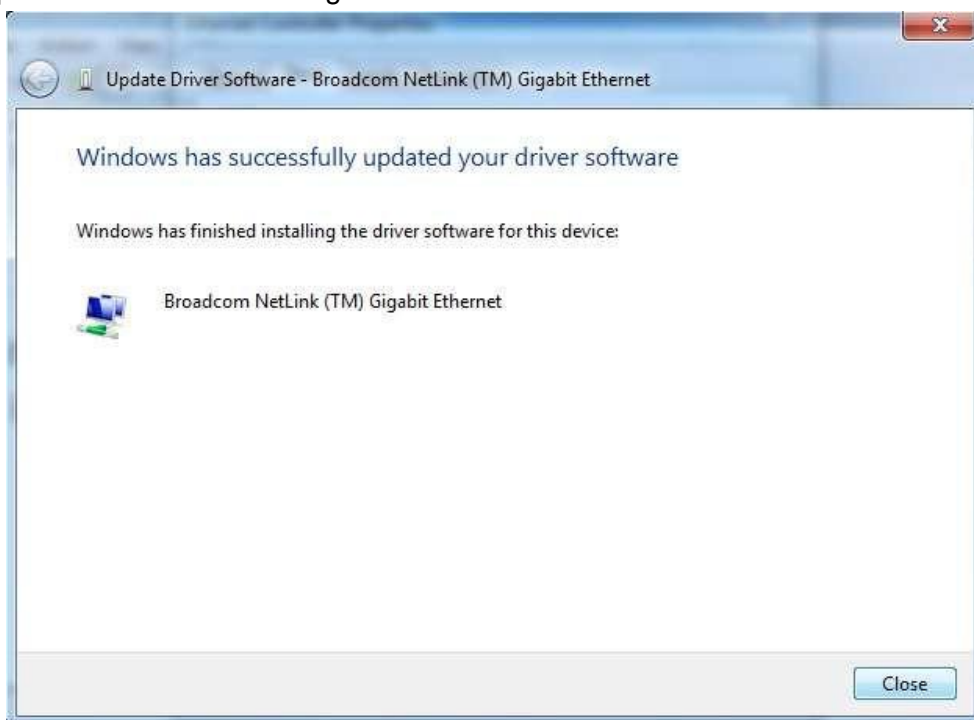 Update Driver Software - Broadcom NetLink (TM) Gigabit Ethernet
Windows has successfully updated your driver software
Windows has finished installing the driver software for this device:
Broadcom NetLink (TM) Gigabit Ethernet
Close